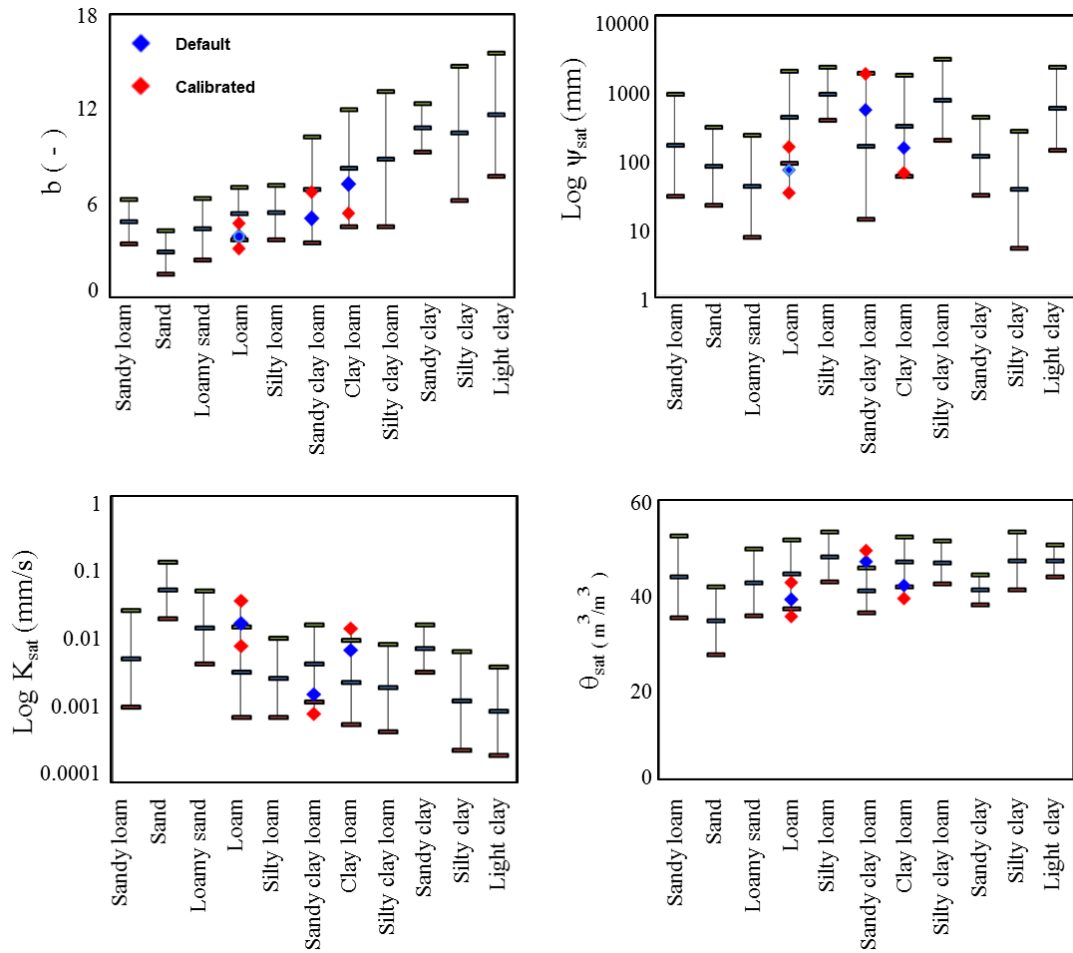 18
12
6
0
b ( - )
Default
Calibrated
Sandy loam
Sand
Loamy sand
Loam
Silty loam
Sandy clay loam
Clay loam
Silty clay loam
Sandy clay
Silty clay
Light clay
10000
1000
100
10
1
Log ψsat (mm)
Sandy loam
Sand
Loamy sand
Loam
Silty loam
Sandy clay loam
Clay loam
Silty clay loam
Sandy clay
Silty clay
Light clay
1
0.1
0.01
0.001
0.0001
Log Ksat (mm/s)
Sandy loam
Sand
Loamy sand
Loam
Silty loam
Sandy clay loam
Clay loam
Silty clay loam
Sandy clay
Silty clay
Light clay
60
40
20
0
θsat ( m³/m³ )
Sandy loam
Sand
Loamy sand
Loam
Silty loam
Sandy clay loam
Clay loam
Silty clay loam
Sandy clay
Silty clay
Light clay